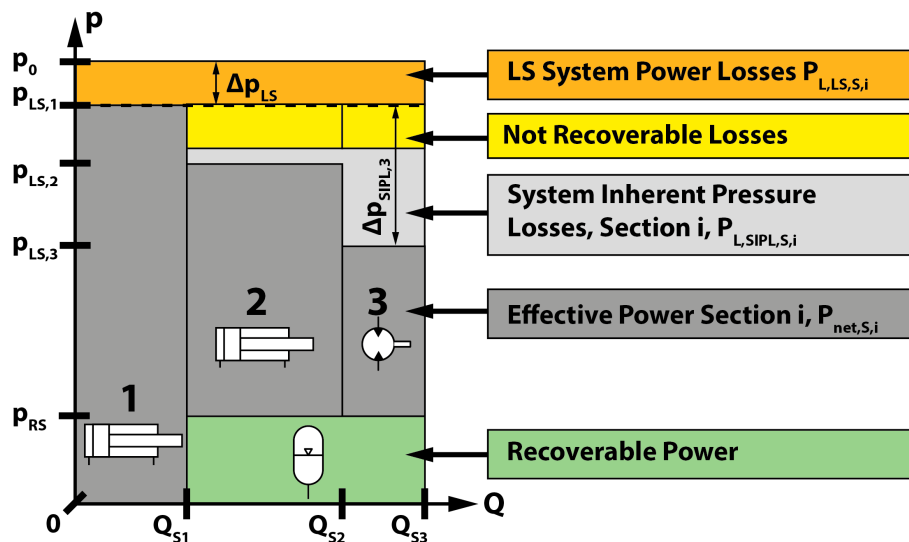 p
p₀
p_LS,1
p_LS,2
p_LS,3
p_RS
0
Q_S1
Q_S2
Q_S3
Q
Δp_LS
Δp_SIPL,3
1
2
3
LS System Power Losses P_L,LS,S,i
Not Recoverable Losses
System Inherent Pressure
Losses, Section i, P_L,SIPL,S,i
Effective Power Section i, P_net,S,i
Recoverable Power